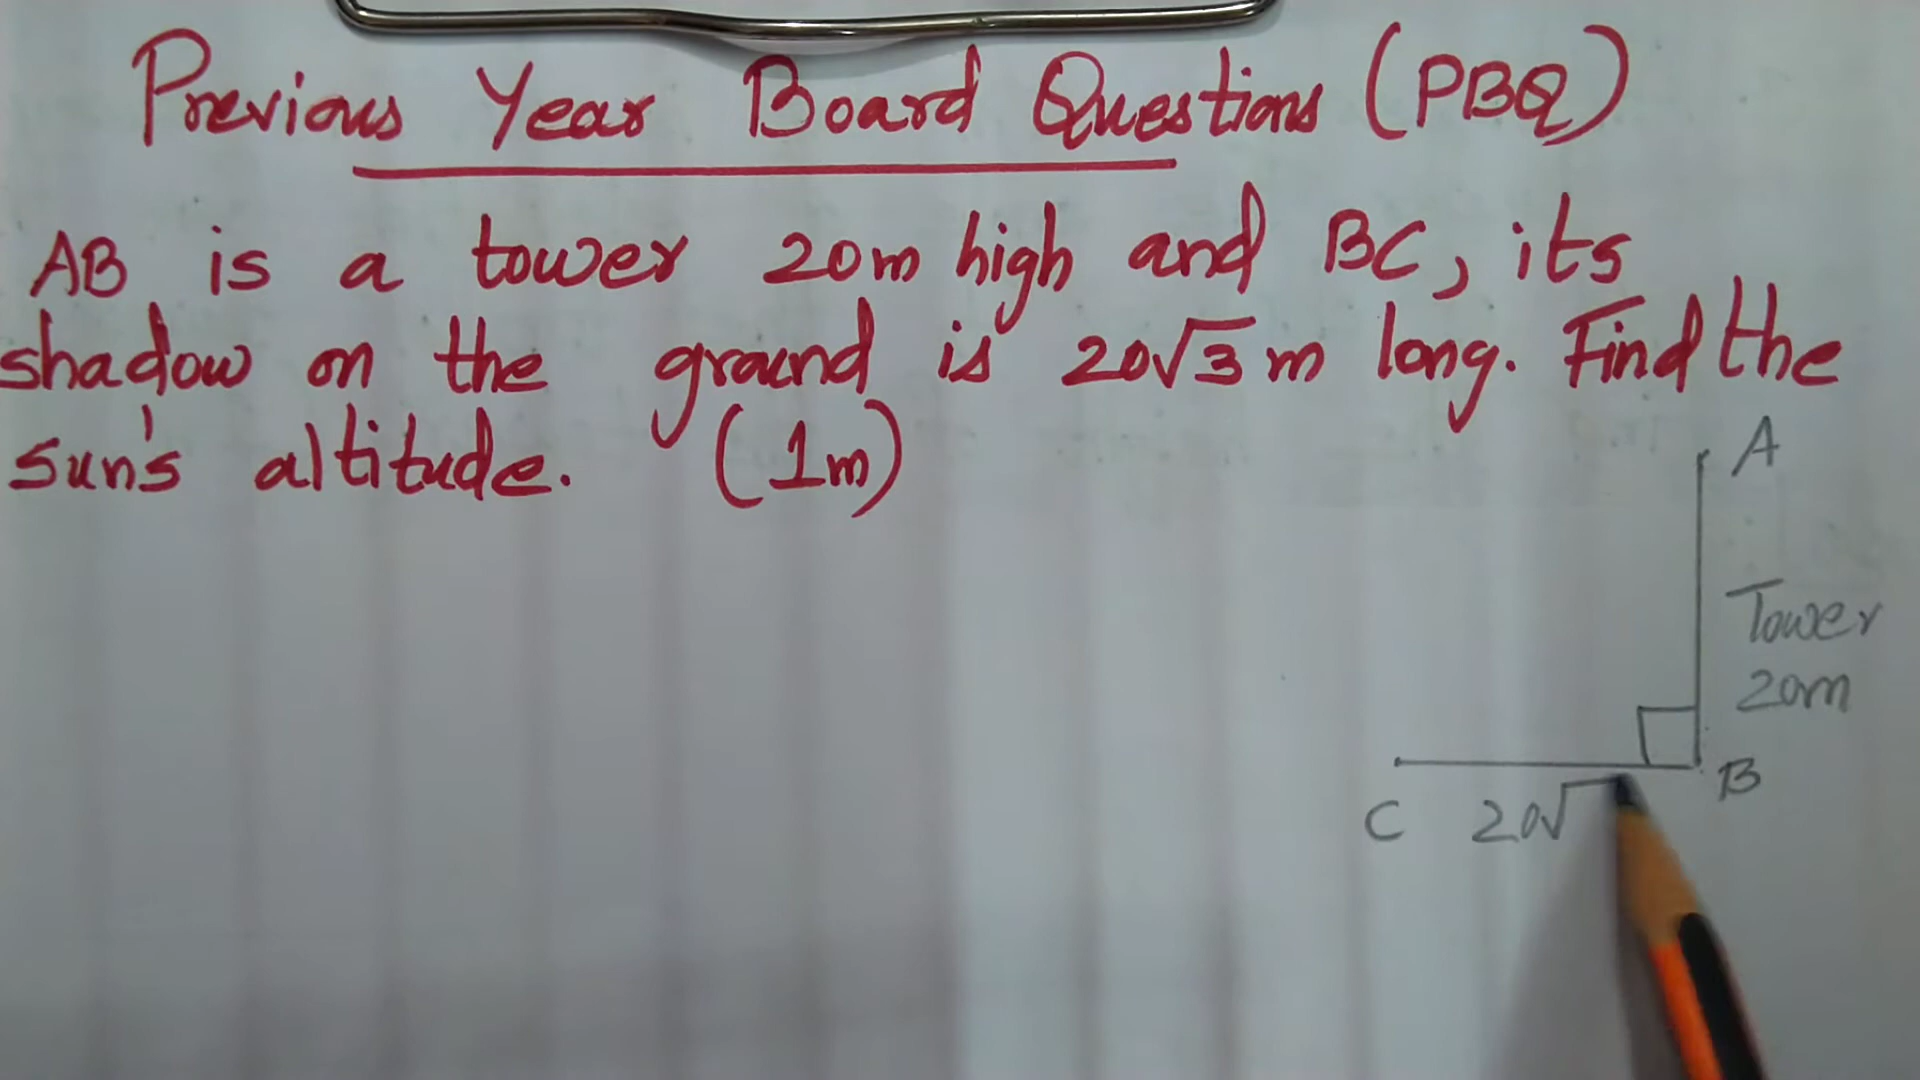 Previous Year Board Questions (PBQ)
AB is a tower 20m high and BC, its
shadow on the ground is 20√3 m long. Find the
sun's altitude. (1m)
A
Tower
20m
B
C 20√